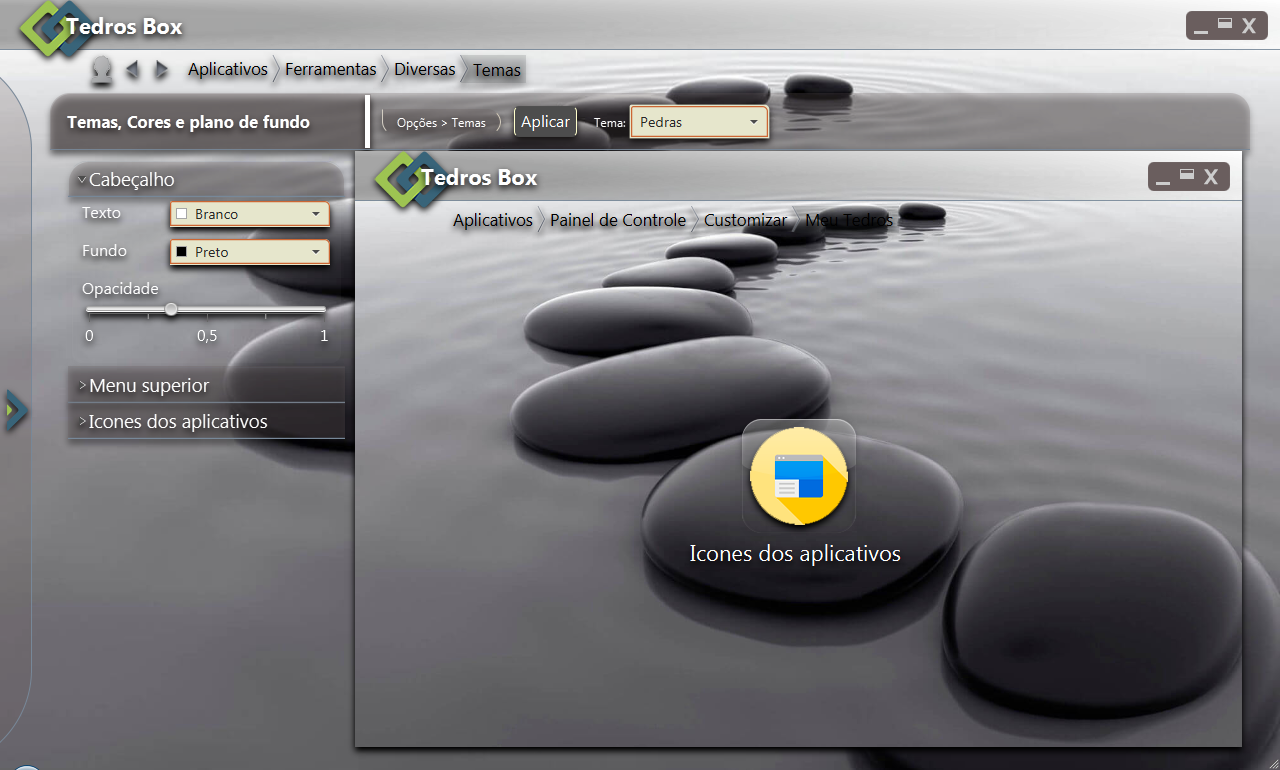 Tedros Box
X
Aplicativos Ferramentas Diversas Temas
Temas, Cores e plano de fundo
Opções > Temas
Aplicar
Tema:
Pedras
Cabeçalho
Texto
Branco
Fundo
Preto
Opacidade
0 0,5 1
>Menu superior
>Icones dos aplicativos
Tedros Box
X
Aplicativos Painel de Controle Customizar Meu Tedros
Icones dos aplicativos